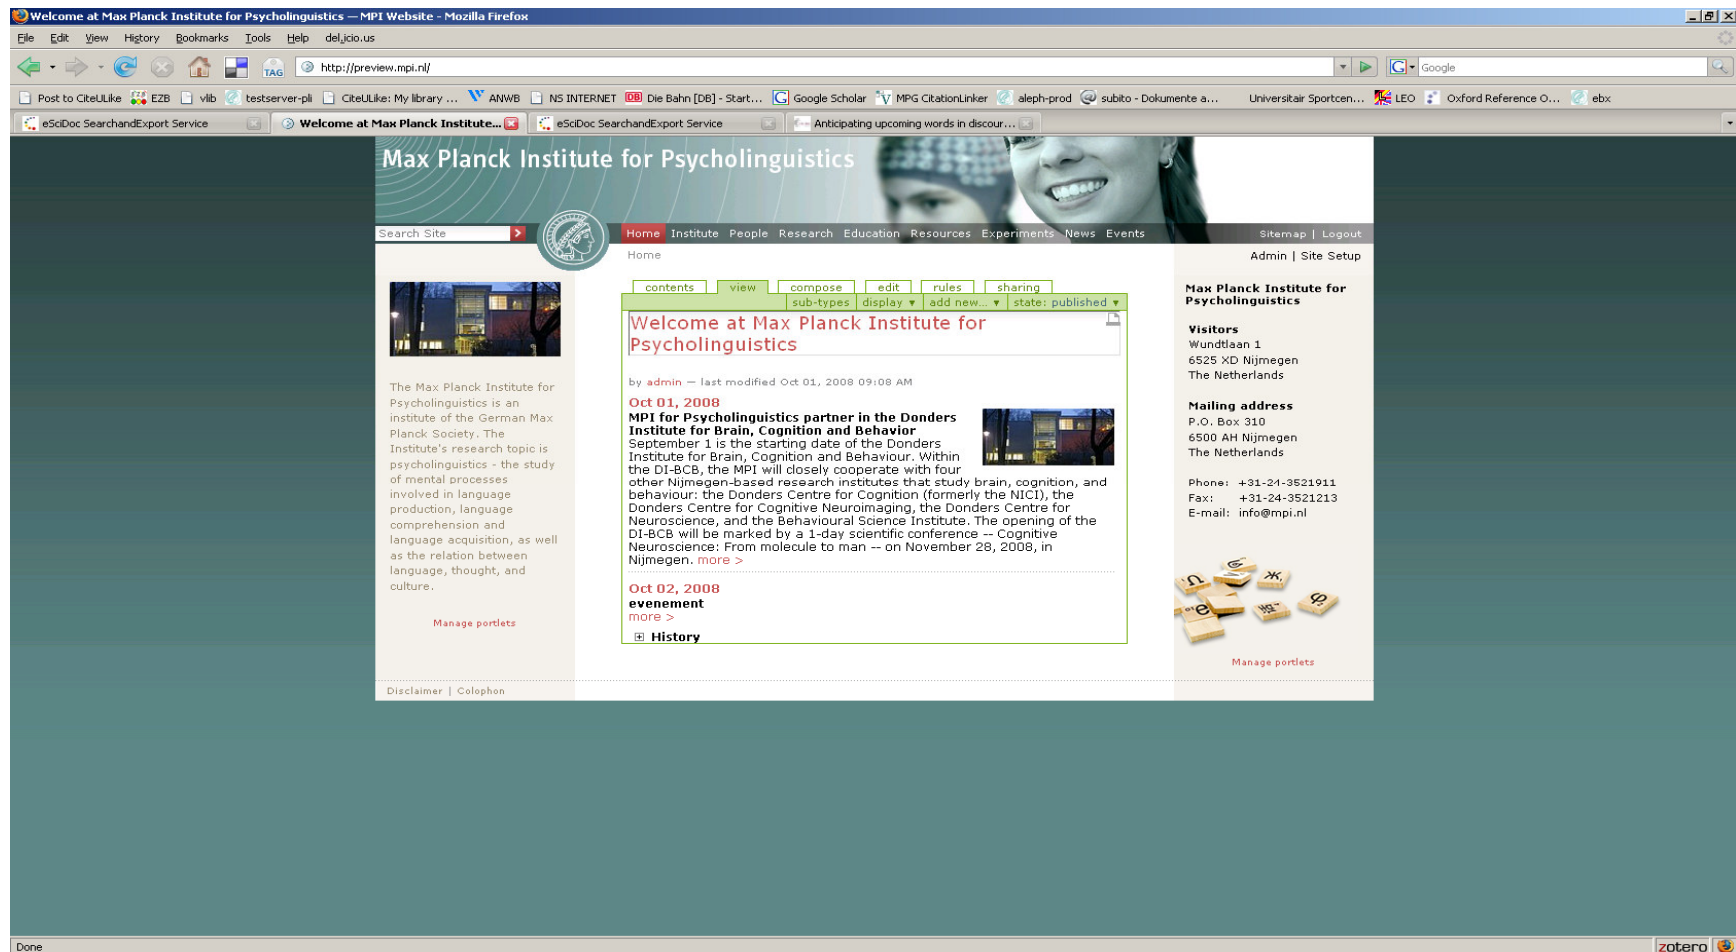 Welcome at Max Planck Institute for Psycholinguistics — MPI Website - Mozilla Firefox
File Edit View History Bookmarks Tools Help del.icio.us
TAG http://preview.mpi.nl/ G Google
Post to CiteULike EZB vlib testserver-pli CiteULike: My library ... ANWB NS INTERNET Die Bahn [DB] - Start... Google Scholar MPG CitationLinker aleph-prod subito - Dokumente a... Universitair Sportcen... LEO Oxford Reference O... ebx
eSciDoc SearchandExport Service Welcome at Max Planck Institute... eSciDoc SearchandExport Service Anticipating upcoming words in discour...
Max Planck Institute for Psycholinguistics
Search Site Home Institute People Research Education Resources Experiments News Events Sitemap | Logout
Home Admin | Site Setup
The Max Planck Institute for
Psycholinguistics is an
institute of the German Max
Planck Society. The
Institute's research topic is
psycholinguistics - the study
of mental processes
involved in language
production, language
comprehension and
language acquisition, as well
as the relation between
language, thought, and
culture.
Manage portlets
contents view compose edit rules sharing
sub-types display ▾ add new... ▾ state: published ▾
Welcome at Max Planck Institute for
Psycholinguistics
by admin — last modified Oct 01, 2008 09:08 AM
Oct 01, 2008
MPI for Psycholinguistics partner in the Donders
Institute for Brain, Cognition and Behavior
September 1 is the starting date of the Donders
Institute for Brain, Cognition and Behaviour. Within
the DI-BCB, the MPI will closely cooperate with four
other Nijmegen-based research institutes that study brain, cognition, and
behaviour: the Donders Centre for Cognition (formerly the NICI), the
Donders Centre for Cognitive Neuroimaging, the Donders Centre for
Neuroscience, and the Behavioural Science Institute. The opening of the
DI-BCB will be marked by a 1-day scientific conference -- Cognitive
Neuroscience: From molecule to man -- on November 28, 2008, in
Nijmegen. more >
Oct 02, 2008
evenement
more >
History
Max Planck Institute for
Psycholinguistics
Visitors
Wundtlaan 1
6525 XD Nijmegen
The Netherlands
Mailing address
P.O. Box 310
6500 AH Nijmegen
The Netherlands
Phone: +31-24-3521911
Fax: +31-24-3521213
E-mail: info@mpi.nl
Manage portlets
Disclaimer | Colophon
Done zotero